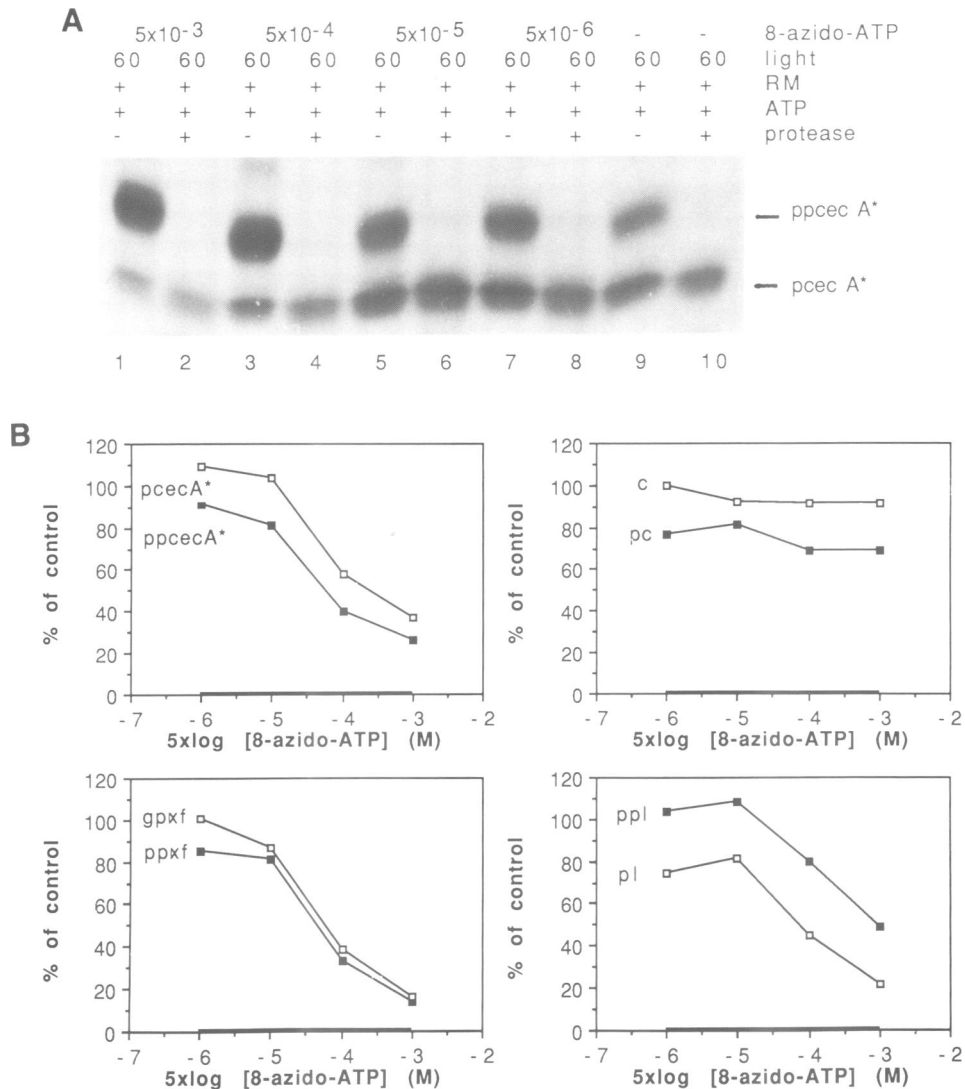 A
5x10⁻³ 5x10⁻⁴ 5x10⁻⁵ 5x10⁻⁶ - - 8-azido-ATP
60 60 60 60 60 60 60 60 60 60 light
+ + + + + + + + + + RM
+ + + + + + + + + + ATP
- + - + - + - + - + protease
ppcec A*
pcec A*
1 2 3 4 5 6 7 8 9 10
B
% of control
120
100
80
60
40
20
0
pcecA*
ppcecA*
-7 -6 -5 -4 -3 -2
5xlog [8-azido-ATP] (M)
% of control
120
100
80
60
40
20
0
c
pc
-7 -6 -5 -4 -3 -2
5xlog [8-azido-ATP] (M)
% of control
120
100
80
60
40
20
0
gpxf
ppxf
-7 -6 -5 -4 -3 -2
5xlog [8-azido-ATP] (M)
% of control
120
100
80
60
40
20
0
ppl
pl
-7 -6 -5 -4 -3 -2
5xlog [8-azido-ATP] (M)